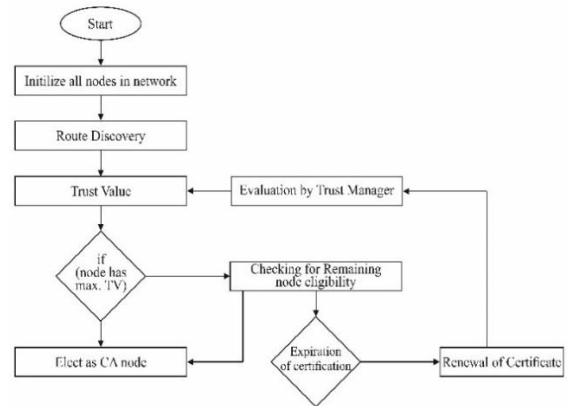 Start
Initilize all nodes in network
Route Discovery
Trust Value
Evaluation by Trust Manager
if
(node has
max. TV)
Checking for Remaining
node eligibility
Elect as CA node
Expiration
of certification
Renewal of Certificate